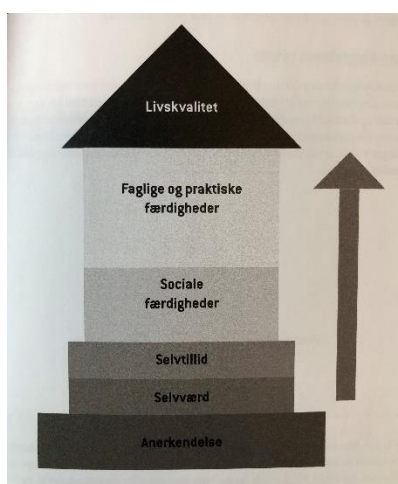 Livskvalitet
Faglige og praktiske
færdigheder
Sociale
færdigheder
Selvtillid
Selvværd
Anerkendelse